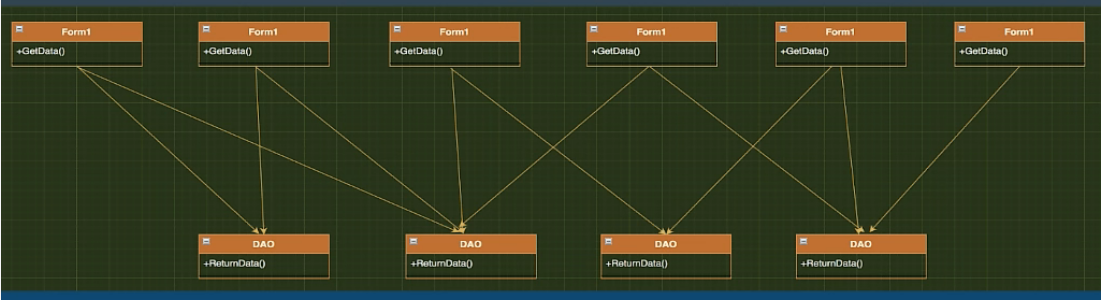 Form1
+GetData()
Form1
+GetData()
Form1
+GetData()
Form1
+GetData()
Form1
+GetData()
Form1
+GetData()
DAO
+ReturnData()
DAO
+ReturnData()
DAO
+ReturnData()
DAO
+ReturnData()